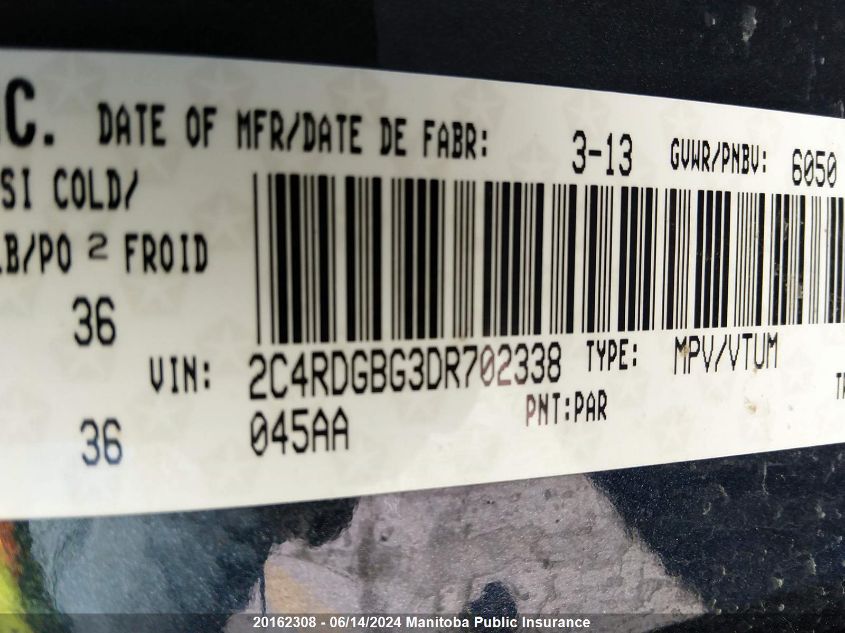 C. DATE OF MFR/DATE DE FABR: 3-13 GVWR/PNBV: 6050
SI COLD/
LB/PO 2 FROID
36
VIN: 2C4RDGBG3DR702338 TYPE: MPV/VTUM
36 045AA PNT:PAR
20162308 - 06/14/2024 Manitoba Public Insurance